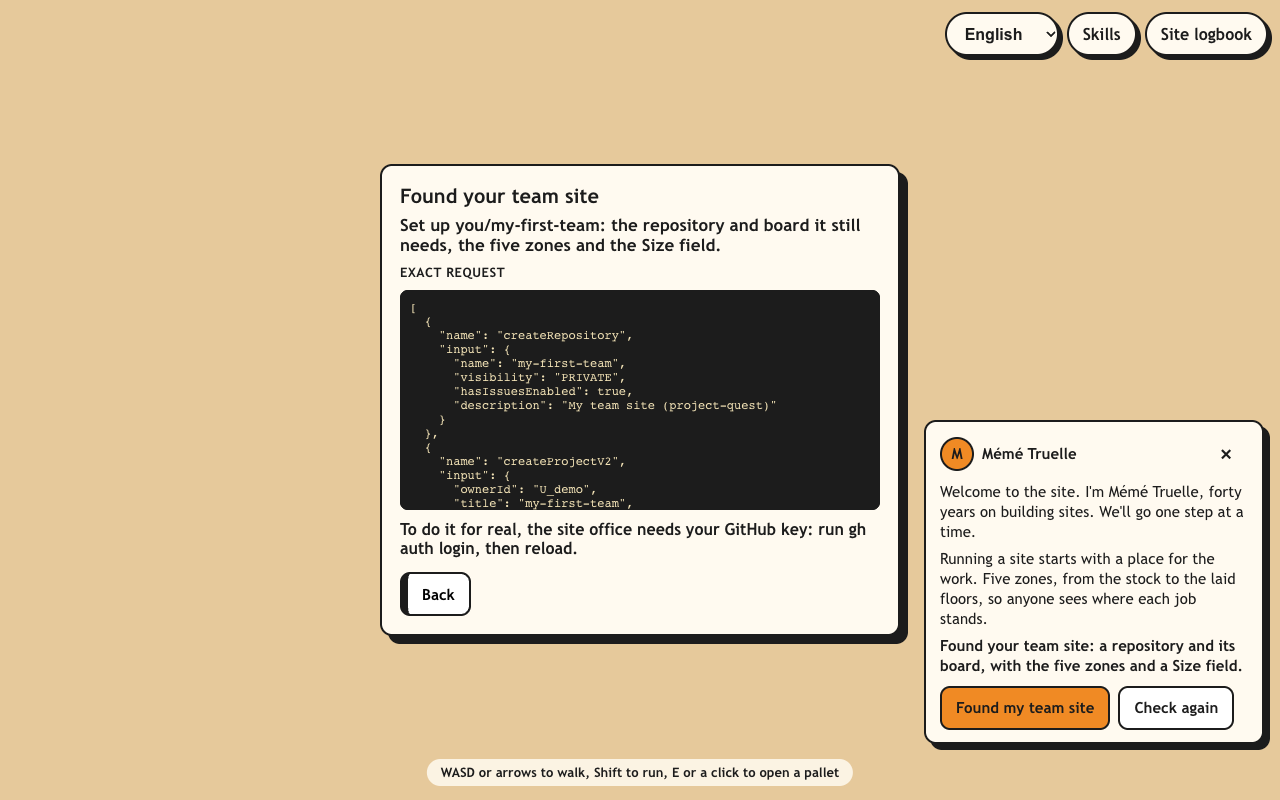 English
Skills
Site logbook
Found your team site
Set up you/my-first-team: the repository and board it still
needs, the five zones and the Size field.
EXACT REQUEST
[
  {
    "name": "createRepository",
    "input": {
      "name": "my-first-team",
      "visibility": "PRIVATE",
      "hasIssuesEnabled": true,
      "description": "My team site (project-quest)"
    }
  },
  {
    "name": "createProjectV2",
    "input": {
      "ownerId": "U_demo",
      "title": "my-first-team",
To do it for real, the site office needs your GitHub key: run gh
auth login, then reload.
Back
M
Mémé Truelle
×
Welcome to the site. I'm Mémé Truelle, forty
years on building sites. We'll go one step at a
time.
Running a site starts with a place for the
work. Five zones, from the stock to the laid
floors, so anyone sees where each job
stands.
Found your team site: a repository and its
board, with the five zones and a Size field.
Found my team site
Check again
WASD or arrows to walk, Shift to run, E or a click to open a pallet